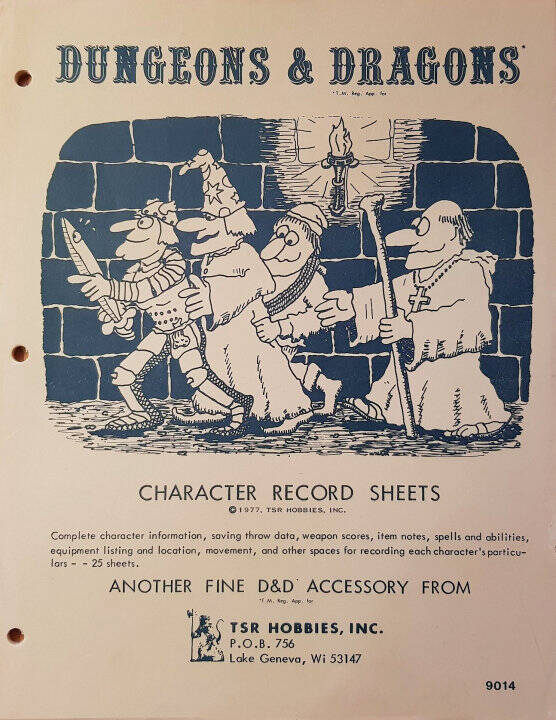 DUNGEONS & DRAGONS*
*T.M. Reg. App. for
CHARACTER RECORD SHEETS
© 1977, TSR HOBBIES, INC.
Complete character information, saving throw data, weapon scores, item notes, spells and abilities,
equipment listing and location, movement, and other spaces for recording each character's particu-
lars - - 25 sheets.
ANOTHER FINE D&D* ACCESSORY FROM
*T.M. Reg. App. for
TSR HOBBIES, INC.
P.O.B. 756
Lake Geneva, Wi 53147
9014